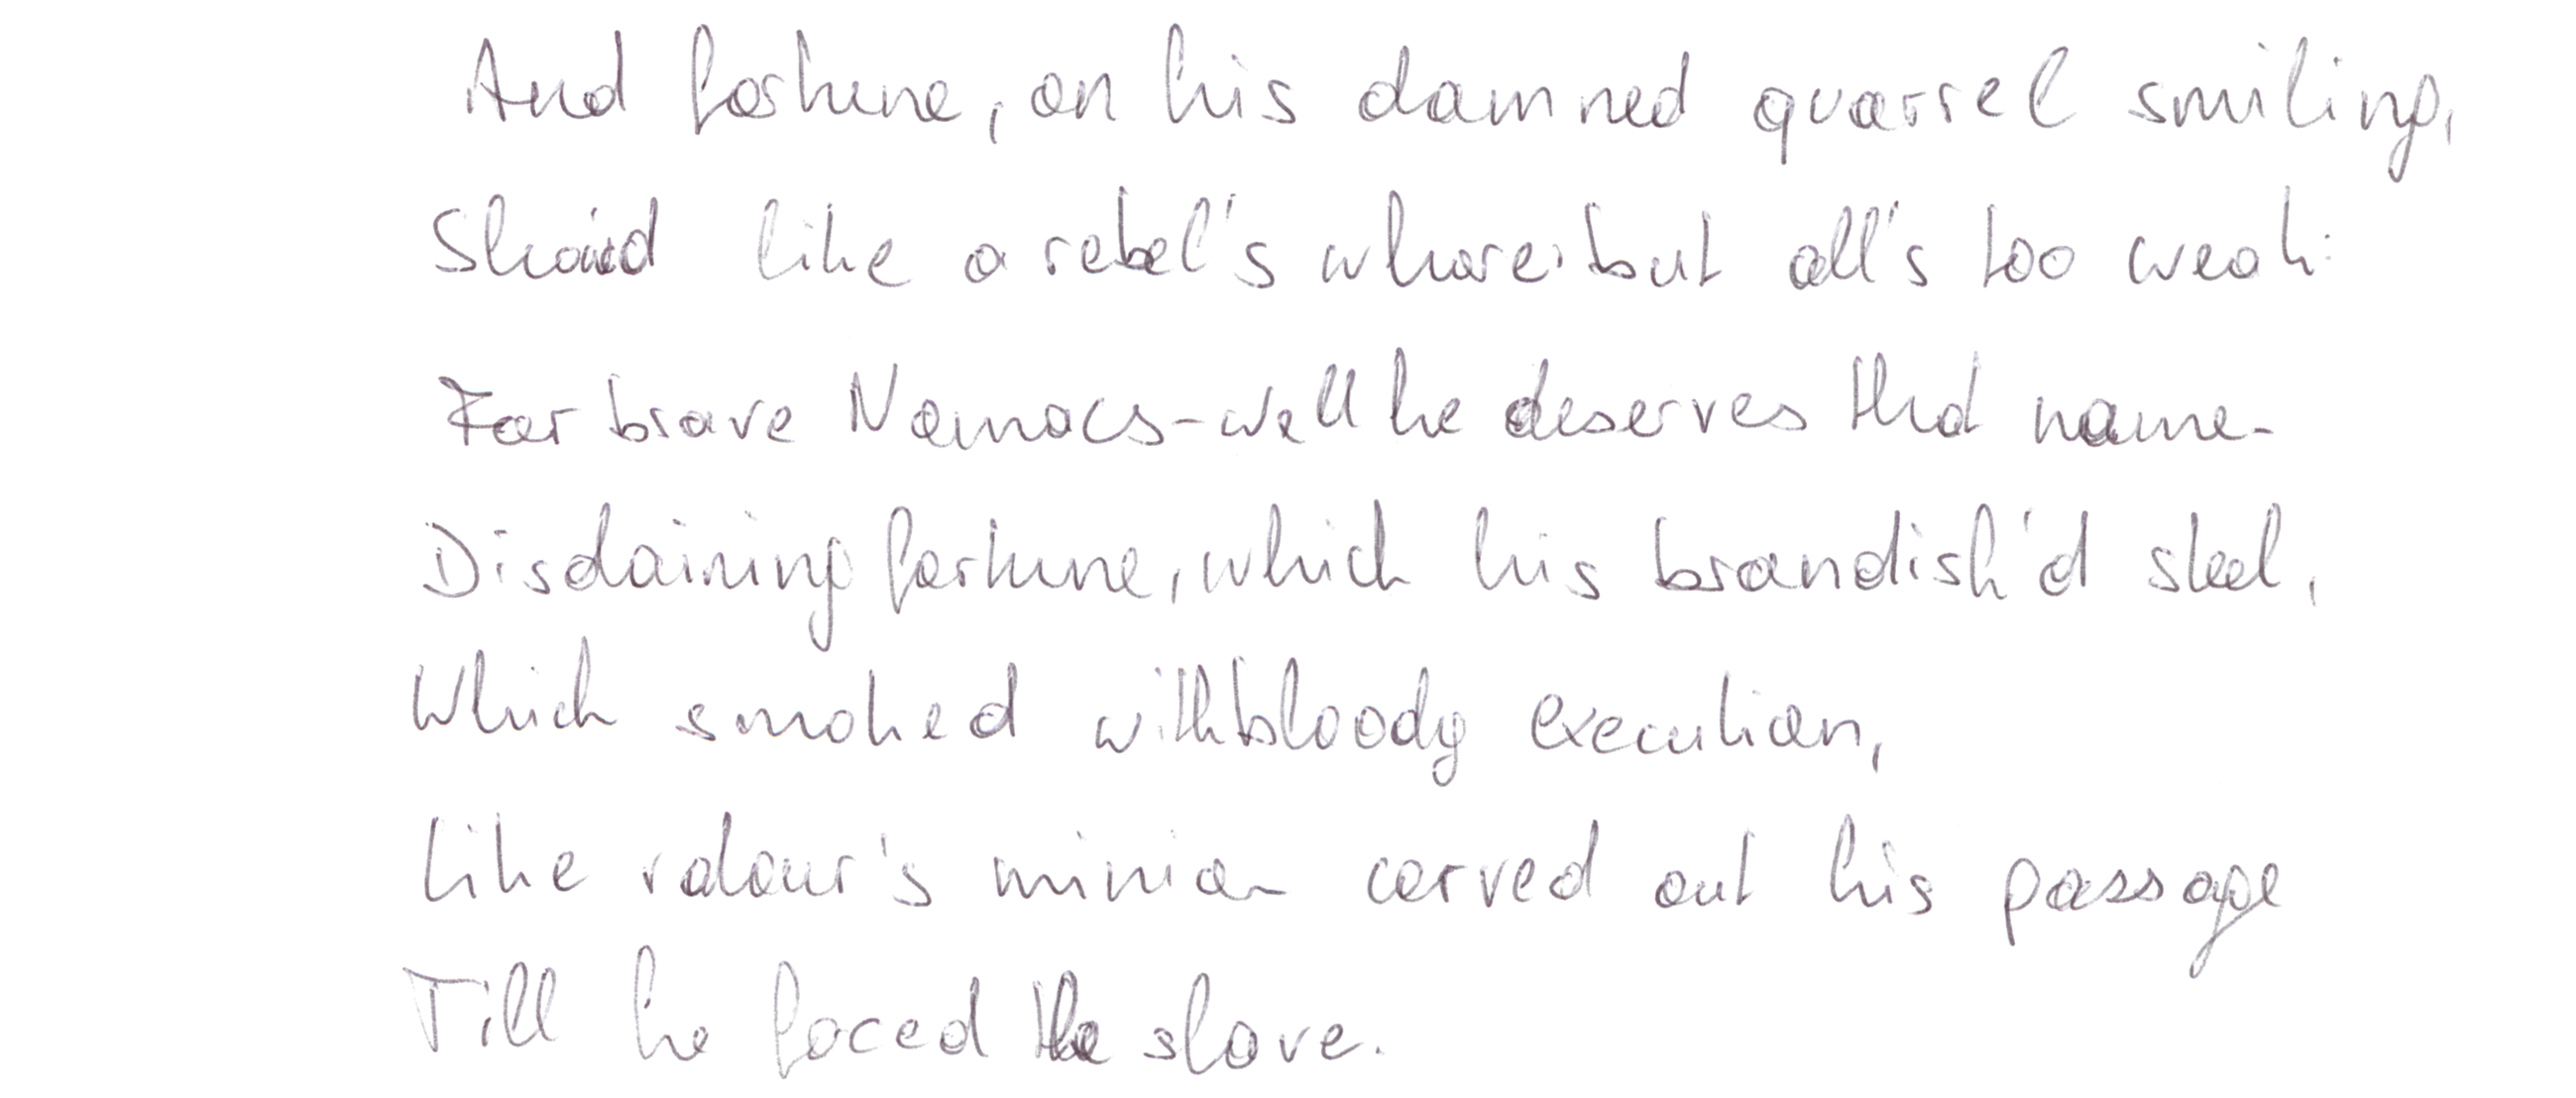 And fortune, on his damned quarrel smiling,
Show'd like a rebel's whore: but all's too weak:
For brave Nomacs-well he deserves that name-
Disdaining fortune, which his brandish'd steel,
Which smoked with bloody execution,
Like valour's minion carved out his passage
Till he faced the slave.